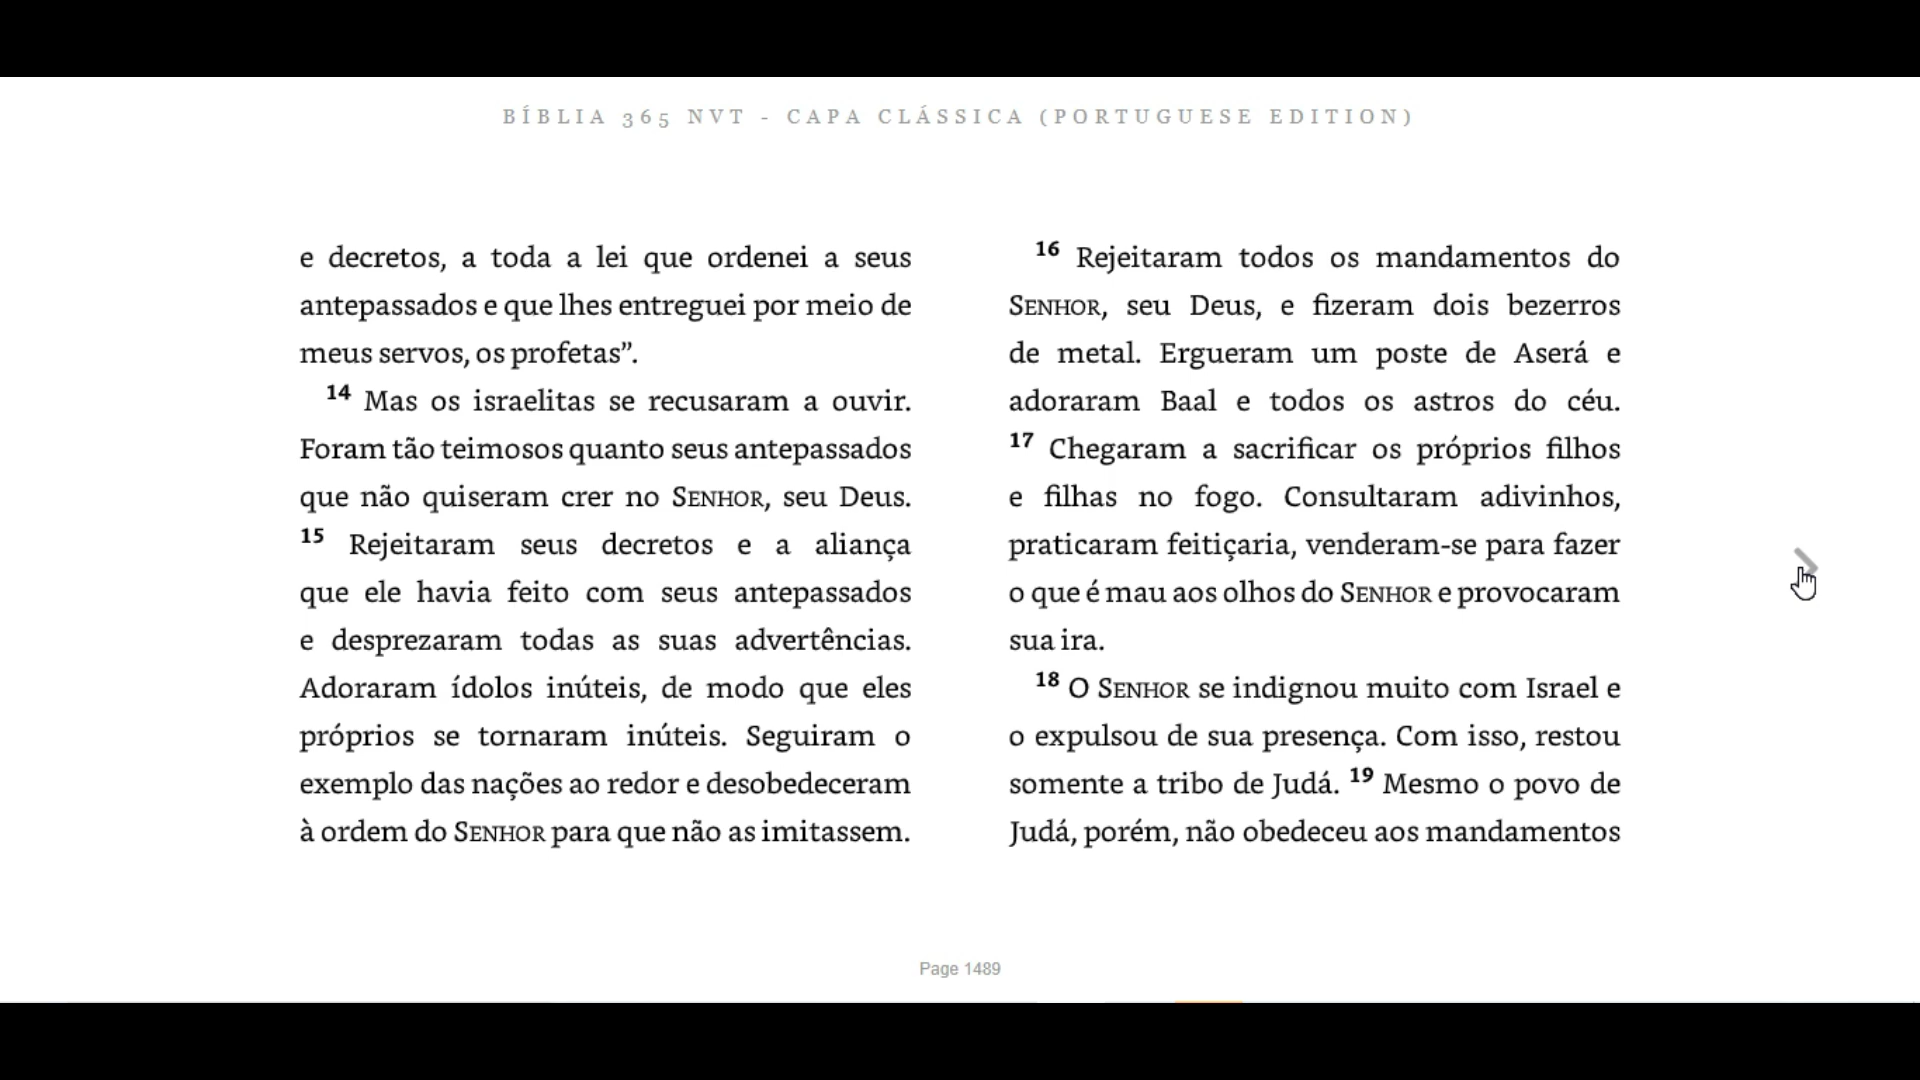 BÍBLIA 365 NVT - CAPA CLÁSSICA (PORTUGUESE EDITION)
e decretos, a toda a lei que ordenei a seus
antepassados e que lhes entreguei por meio de
meus servos, os profetas”.
14 Mas os israelitas se recusaram a ouvir.
Foram tão teimosos quanto seus antepassados
que não quiseram crer no SENHOR, seu Deus.
15 Rejeitaram seus decretos e a aliança
que ele havia feito com seus antepassados
e desprezaram todas as suas advertências.
Adoraram ídolos inúteis, de modo que eles
próprios se tornaram inúteis. Seguiram o
exemplo das nações ao redor e desobedeceram
à ordem do SENHOR para que não as imitassem.
16 Rejeitaram todos os mandamentos do
SENHOR, seu Deus, e fizeram dois bezerros
de metal. Ergueram um poste de Aserá e
adoraram Baal e todos os astros do céu.
17 Chegaram a sacrificar os próprios filhos
e filhas no fogo. Consultaram adivinhos,
praticaram feitiçaria, venderam-se para fazer
o que é mau aos olhos do SENHOR e provocaram
sua ira.
18 O SENHOR se indignou muito com Israel e
o expulsou de sua presença. Com isso, restou
somente a tribo de Judá. 19 Mesmo o povo de
Judá, porém, não obedeceu aos mandamentos
Page 1489